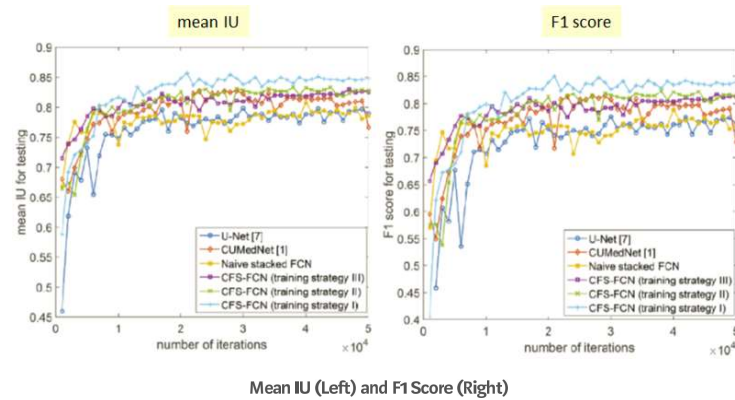 mean IU
F1 score
0.9
0.85
0.8
0.75
0.7
0.65
0.6
0.55
0.5
0.45
mean IU for testing
U-Net [7]
CUMedNet [1]
Naive stacked FCN
CFS-FCN (training strategy III)
CFS-FCN (training strategy II)
CFS-FCN (training strategy I)
0 1 2 3 4 5
number of iterations
×10⁴
0.9
0.85
0.8
0.75
0.7
0.65
0.6
0.55
0.5
0.45
0.4
F1 score for testing
U-Net [7]
CUMedNet [1]
Naive stacked FCN
CFS-FCN (training strategy III)
CFS-FCN (training strategy II)
CFS-FCN (training strategy I)
0 1 2 3 4 5
number of iterations
×10⁴
Mean IU (Left) and F1 Score (Right)